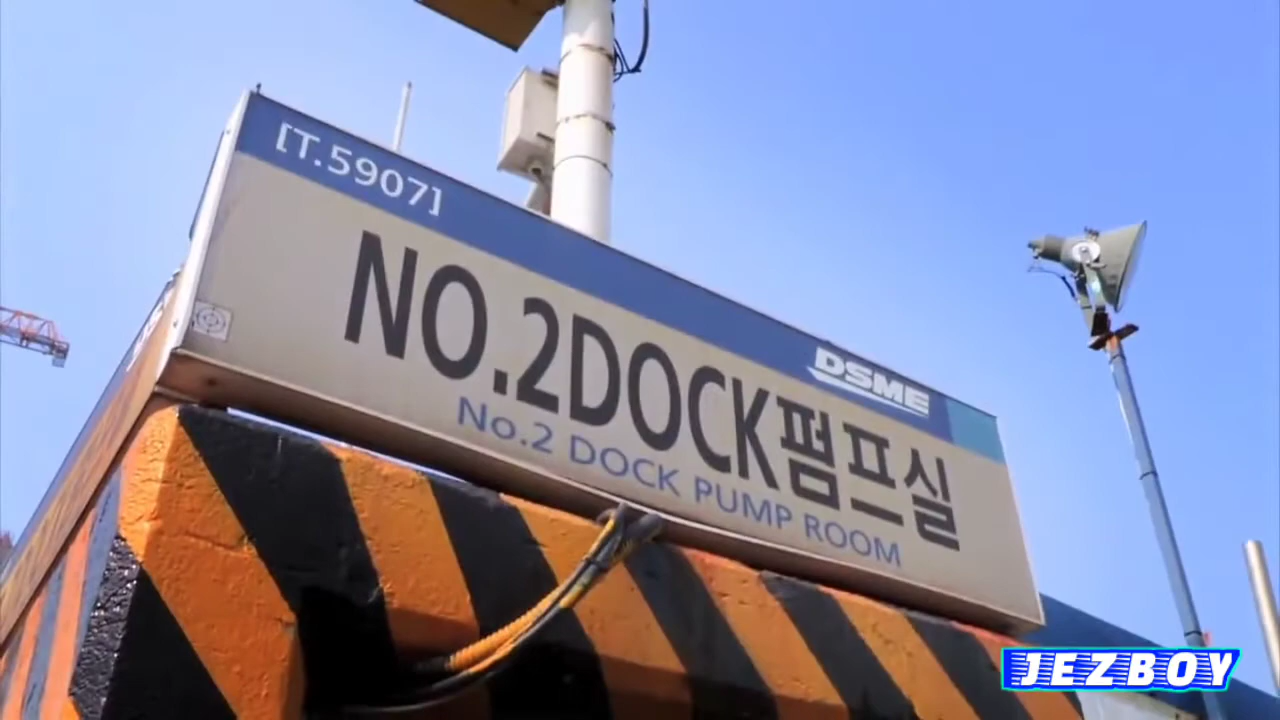 [T.5907]
DSME
NO.2DOCK펌프실
No.2 DOCK PUMP ROOM
JEZBOY